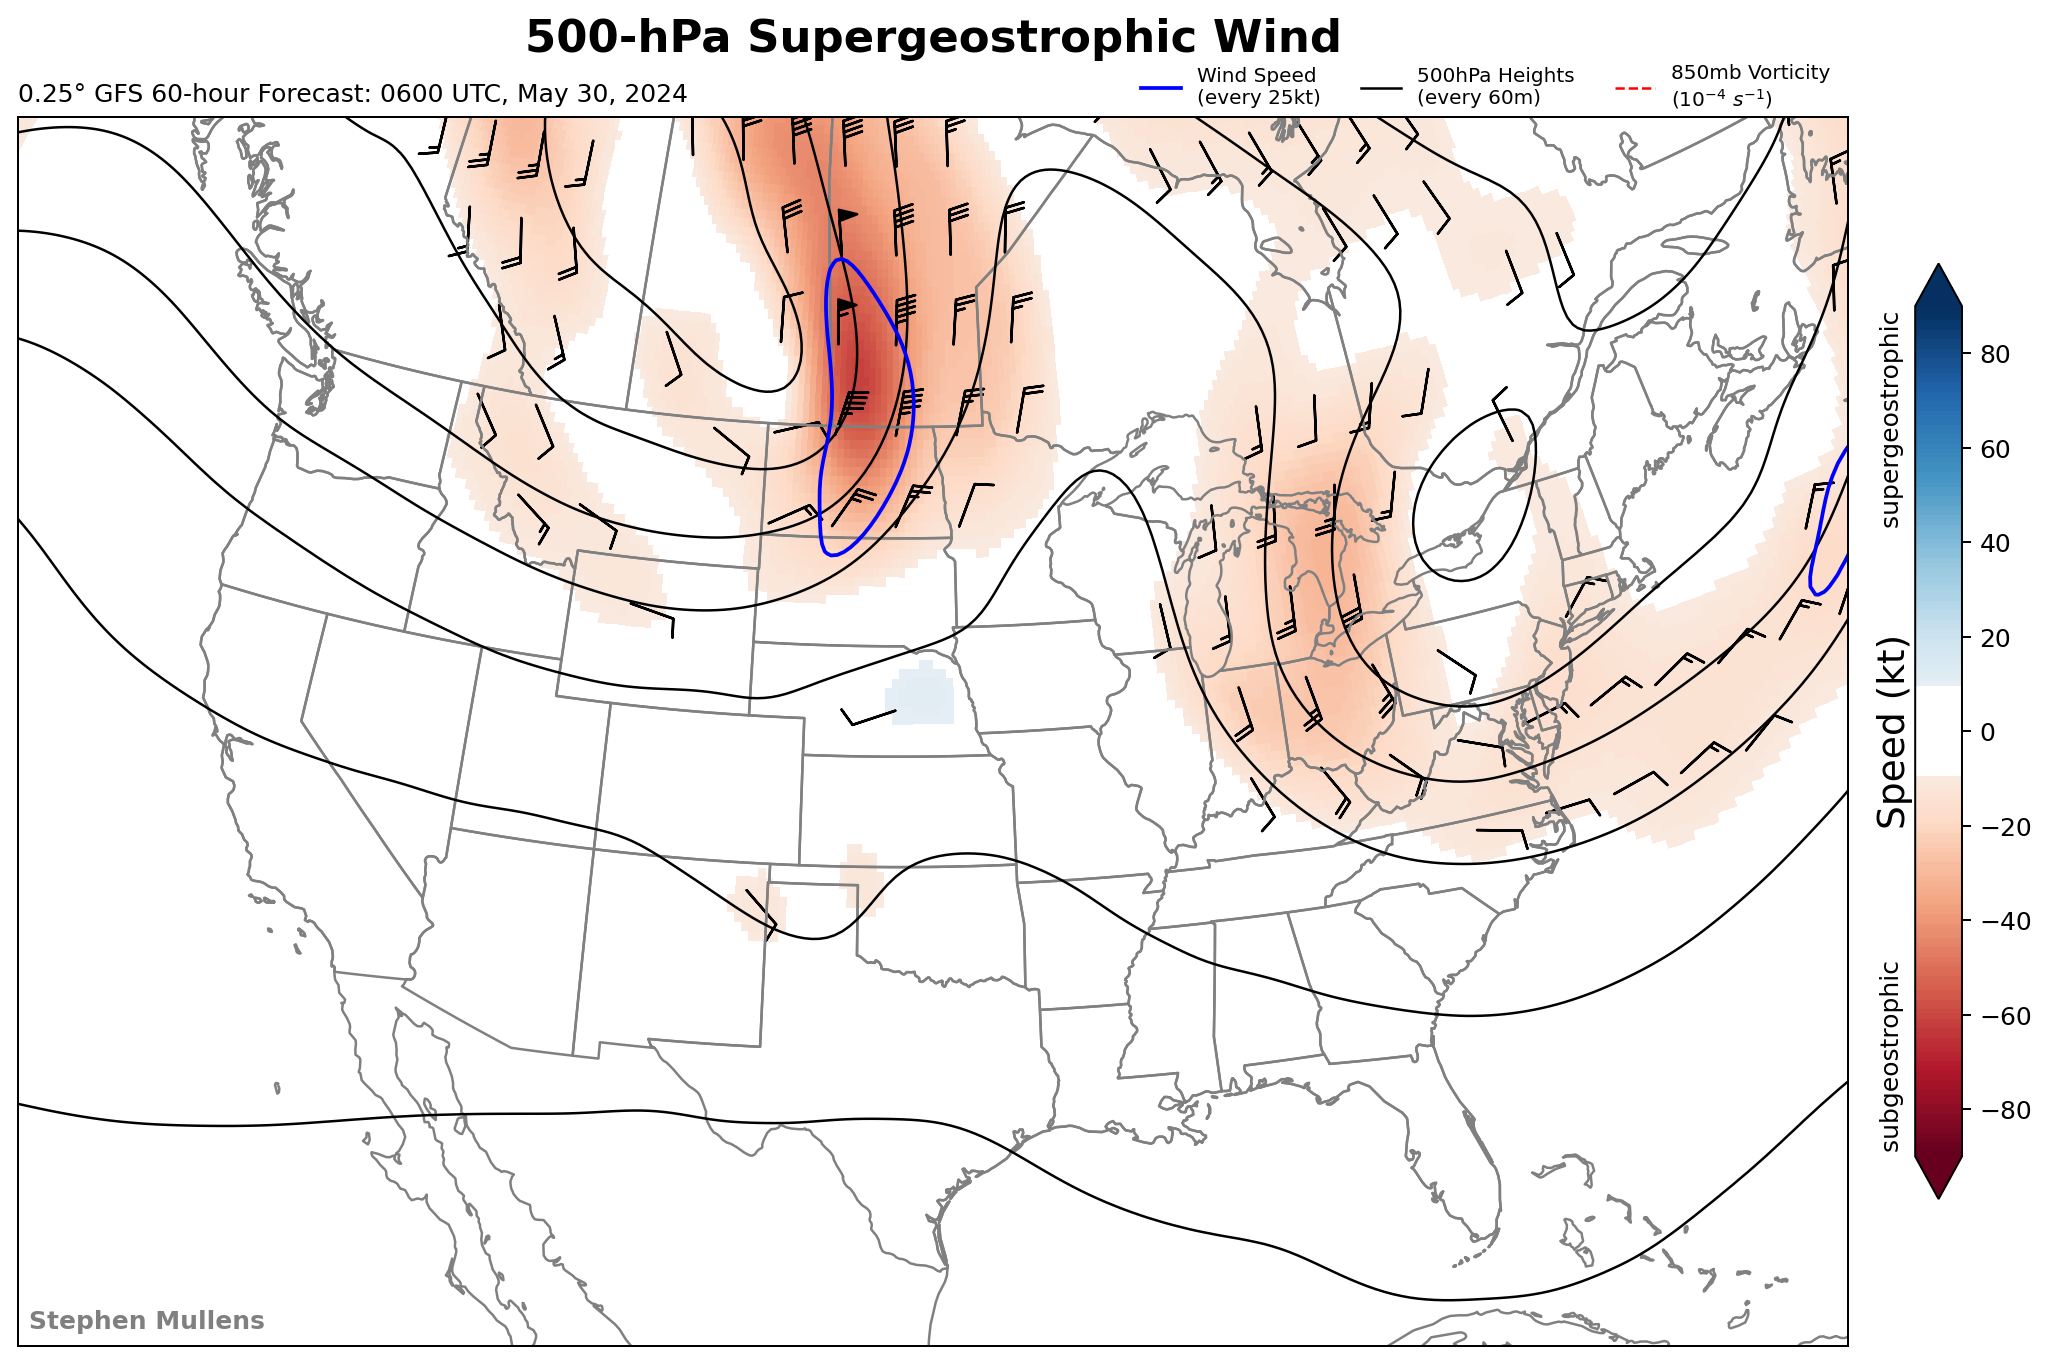 500-hPa Supergeostrophic Wind
0.25° GFS 60-hour Forecast: 0600 UTC, May 30, 2024
Wind Speed
(every 25kt)
500hPa Heights
(every 60m)
850mb Vorticity
(10⁻⁴ s⁻¹)
supergeostrophic
Speed (kt)
subgeostrophic
80
60
40
20
0
−20
−40
−60
−80
Stephen Mullens